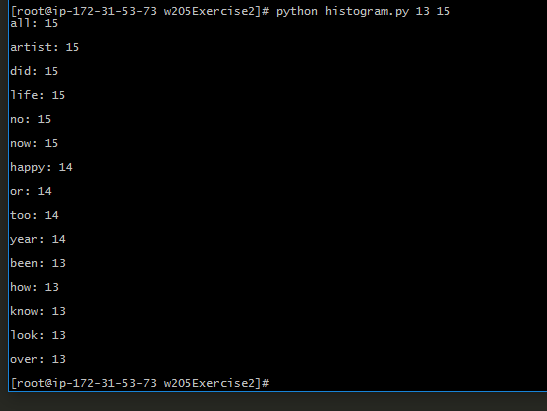 [root@ip-172-31-53-73 w205Exercise2]# python histogram.py 13 15
all: 15
artist: 15
did: 15
life: 15
no: 15
now: 15
happy: 14
or: 14
too: 14
year: 14
been: 13
how: 13
know: 13
look: 13
over: 13
[root@ip-172-31-53-73 w205Exercise2]#